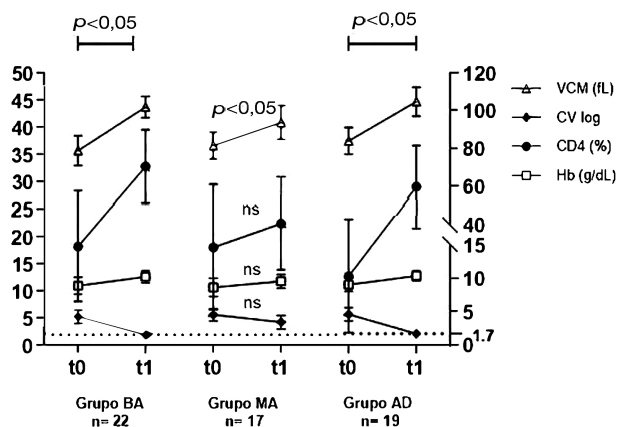 p<0,05
p<0,05
50
45
40
35
30
25
20
15
10
5
0
p<0,05
ns
ns
ns
120
100
80
60
40
15
10
5
0
1.7
VCM (fL)
CV log
CD4 (%)
Hb (g/dL)
t0 t1 t0 t1 t0 t1
Grupo BA
n= 22
Grupo MA
n= 17
Grupo AD
n= 19